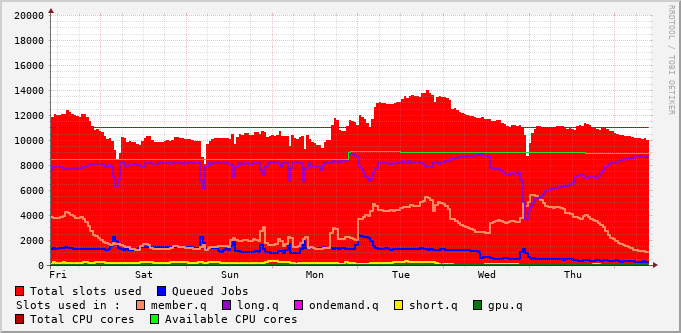 RRDTOOL / TOBI OETIKER
20000
18000
16000
14000
12000
10000
8000
6000
4000
2000
0
Fri Sat Sun Mon Tue Wed Thu
Total slots used Queued Jobs
Slots used in : member.q long.q ondemand.q short.q gpu.q
Total CPU cores Available CPU cores